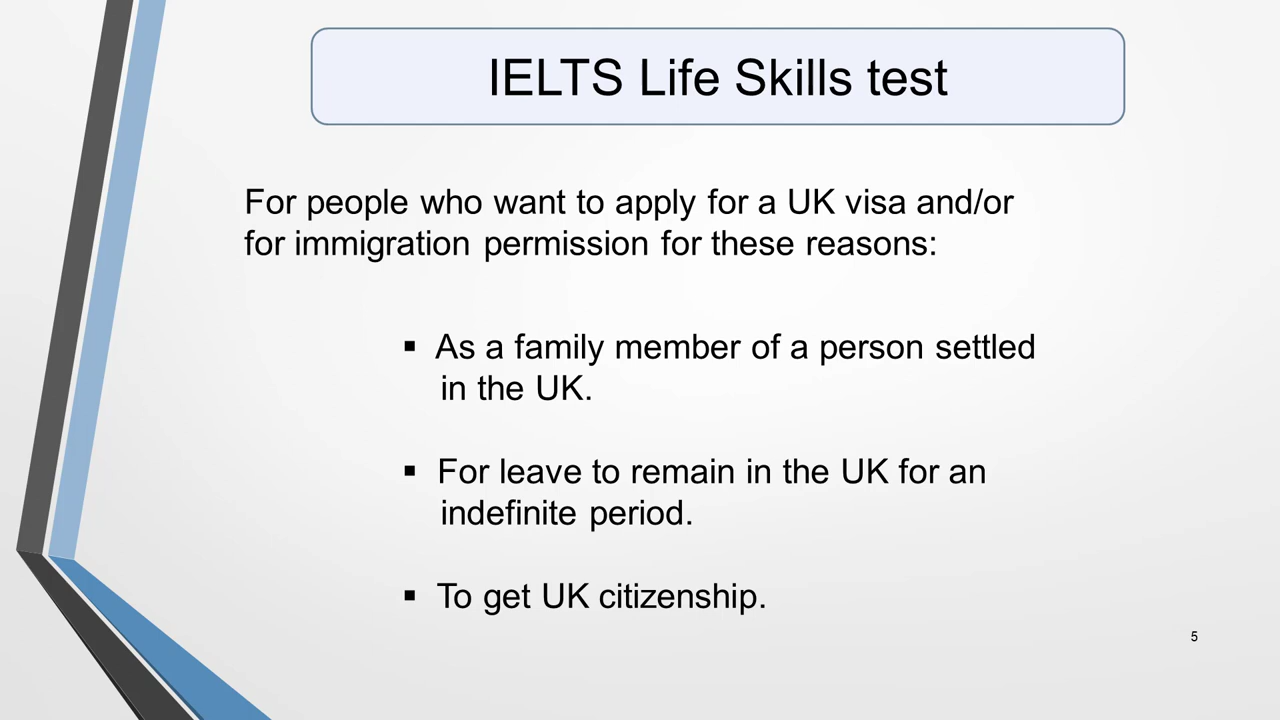 IELTS Life Skills test
For people who want to apply for a UK visa and/or
for immigration permission for these reasons:
▪ As a family member of a person settled
in the UK.
▪ For leave to remain in the UK for an
indefinite period.
▪ To get UK citizenship.
5